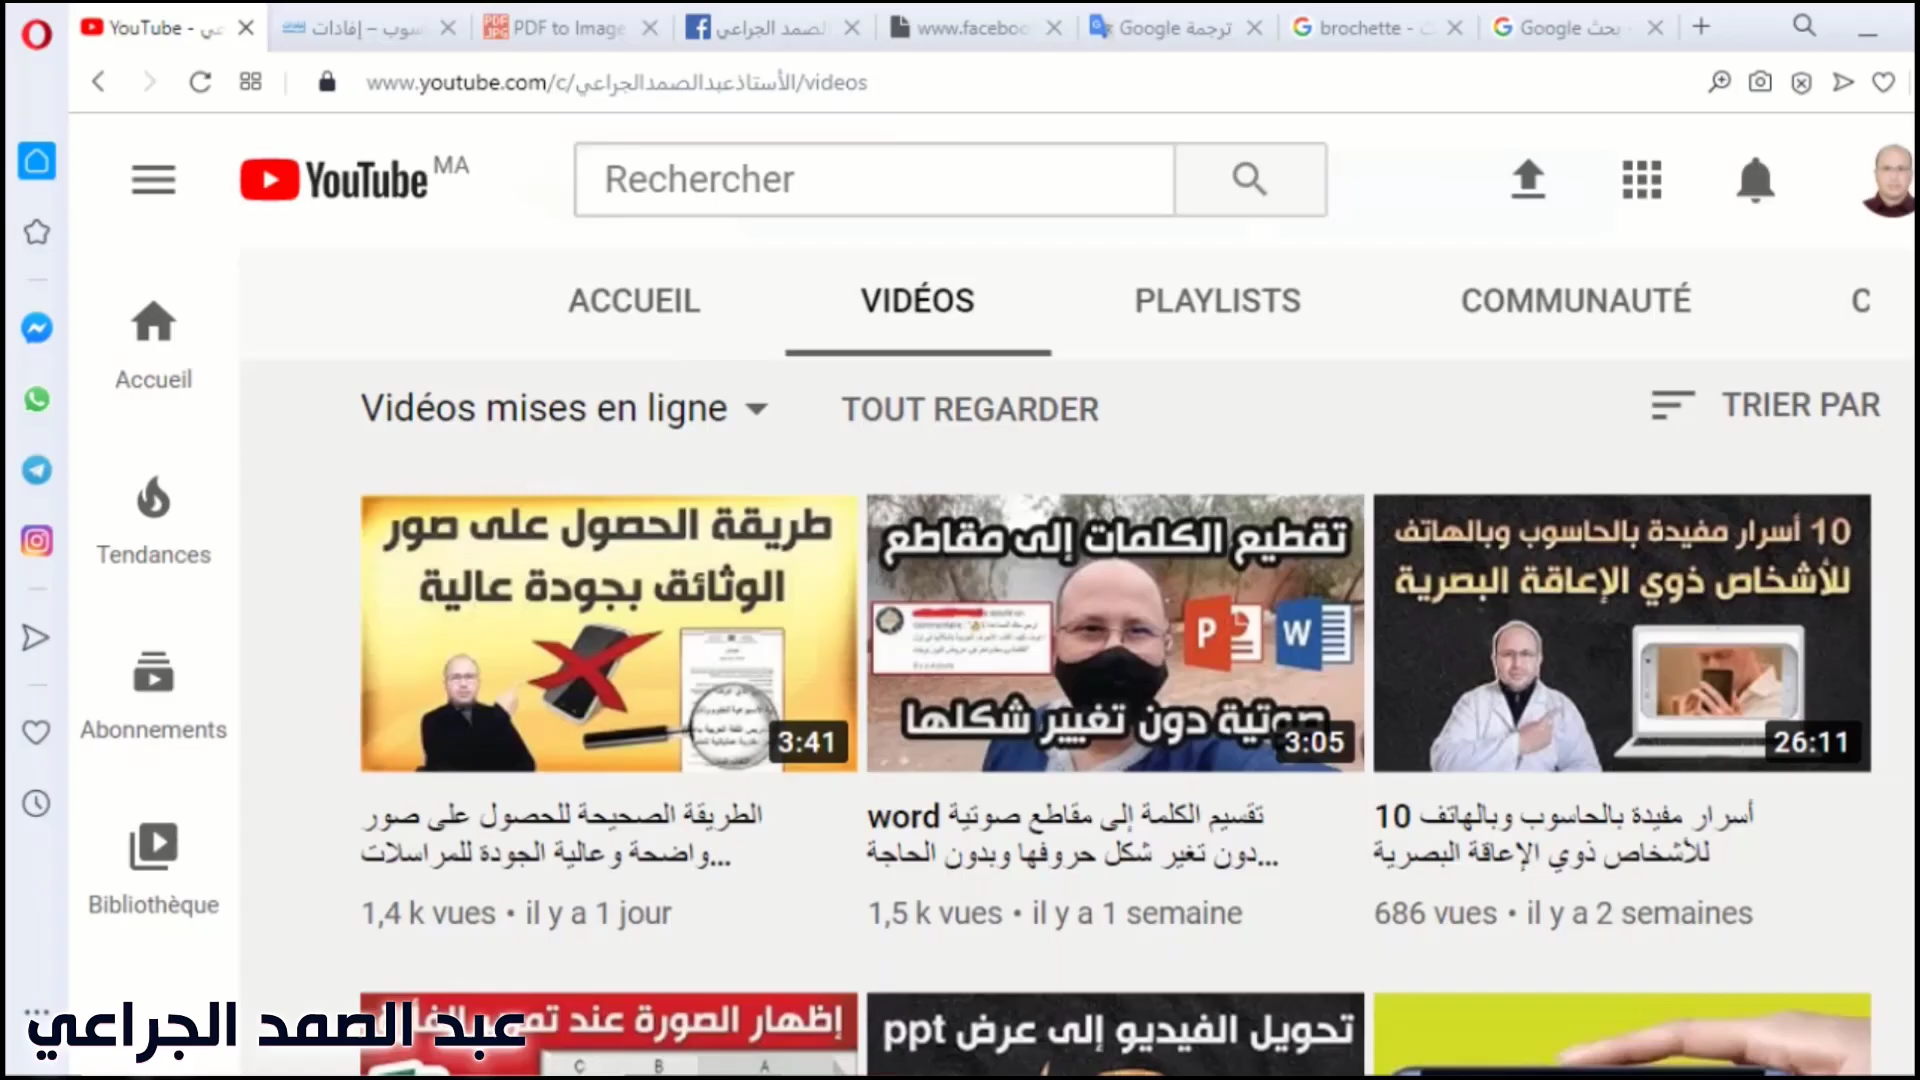 YouTube - عي
سوب – إفادات
PDF to Image
الصمد الجراعي
www.faceboo
ترجمة Google
brochette -
بحث Google
www.youtube.com/c/الأستاذعبدالصمدالجراعي/videos
YouTube MA
Rechercher
ACCUEIL
VIDÉOS
PLAYLISTS
COMMUNAUTÉ
C
Accueil
Tendances
Abonnements
Bibliothèque
Vidéos mises en ligne
TOUT REGARDER
TRIER PAR
طريقة الحصول على صور
الوثائق بجودة عالية
3:41
تقطيع الكلمات إلى مقاطع
صوتية دون تغيير شكلها
P
W
3:05
10 أسرار مفيدة بالحاسوب وبالهاتف
للأشخاص ذوي الإعاقة البصرية
26:11
الطريقة الصحيحة للحصول على صور
واضحة وعالية الجودة للمراسلات...
1,4 k vues • il y a 1 jour
تقسيم الكلمة إلى مقاطع صوتية word
دون تغير شكل حروفها وبدون الحاجة...
1,5 k vues • il y a 1 semaine
أسرار مفيدة بالحاسوب وبالهاتف 10
للأشخاص ذوي الإعاقة البصرية
686 vues • il y a 2 semaines
إظهار الصورة عند
C B A
تحويل الفيديو إلى عرض ppt
عبد الصمد الجراعي